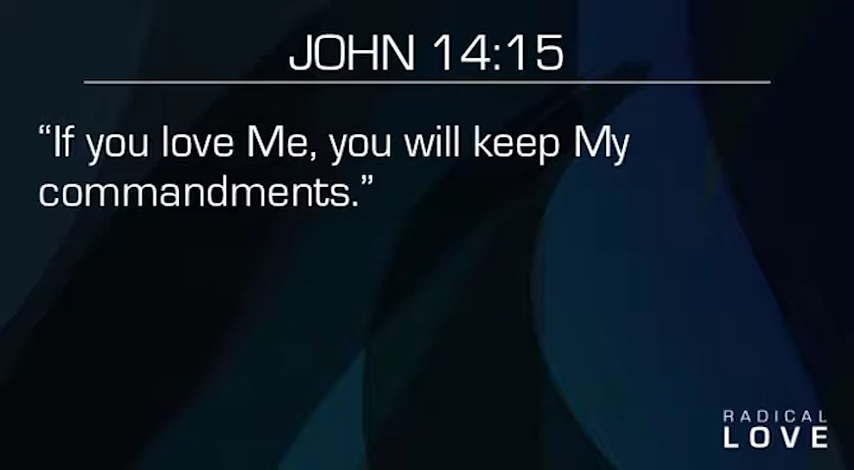 JOHN 14:15
“If you love Me, you will keep My
commandments.”
RADICAL
LOVE